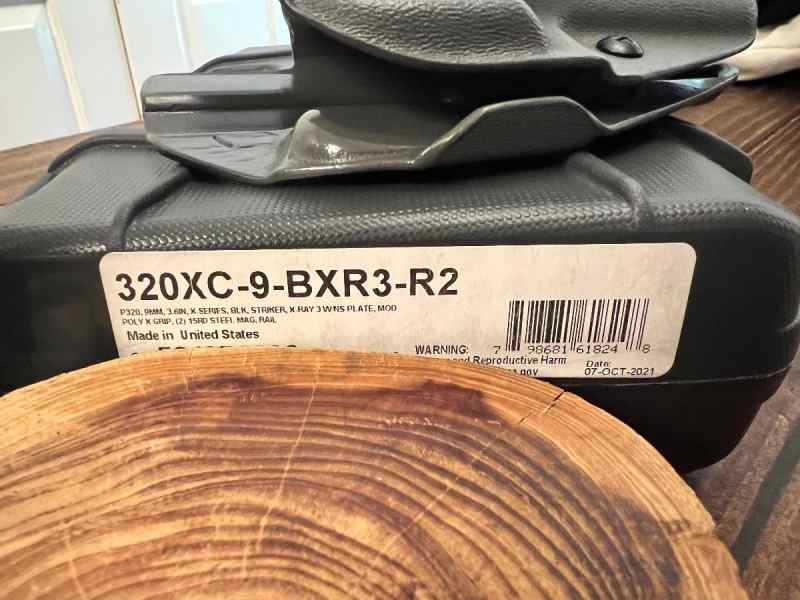 320XC-9-BXR3-R2
P320, 9MM, 3.6IN, X-SERIES, BLK, STRIKER, X-RAY 3 W/NS PLATE, MOD
POLY X GRIP, (2) 15RD STEEL MAG, RAIL
Made in United States
WARNING:
and Reproductive Harm
7 98681 61824 8
Date:
07-OCT-2021